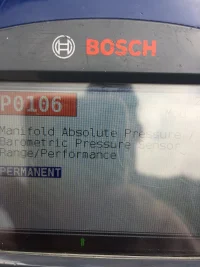 BOSCH
P0106
Manifold Absolute Pressure /
Barometric Pressure Sensor
Range/Performance
PERMANENT